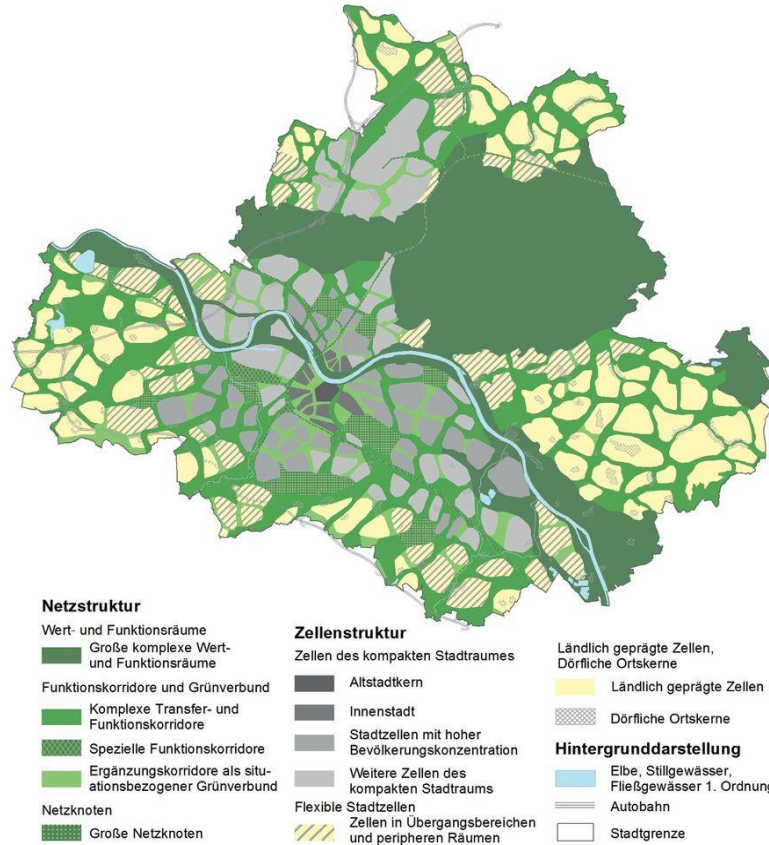 Netzstruktur
Wert- und Funktionsräume
Große komplexe Wert-
und Funktionsräume
Funktionskorridore und Grünverbund
Komplexe Transfer- und
Funktionskorridore
Spezielle Funktionskorridore
Ergänzungskorridore als situ-
ationsbezogener Grünverbund
Netzknoten
Große Netzknoten
Zellenstruktur
Zellen des kompakten Stadtraumes
Altstadtkern
Innenstadt
Stadtzellen mit hoher
Bevölkerungskonzentration
Weitere Zellen des
kompakten Stadtraums
Flexible Stadtzellen
Zellen in Übergangsbereichen
und peripheren Räumen
Ländlich geprägte Zellen,
Dörfliche Ortskerne
Ländlich geprägte Zellen
Dörfliche Ortskerne
Hintergrunddarstellung
Elbe, Stillgewässer,
Fließgewässer 1. Ordnung
Autobahn
Stadtgrenze